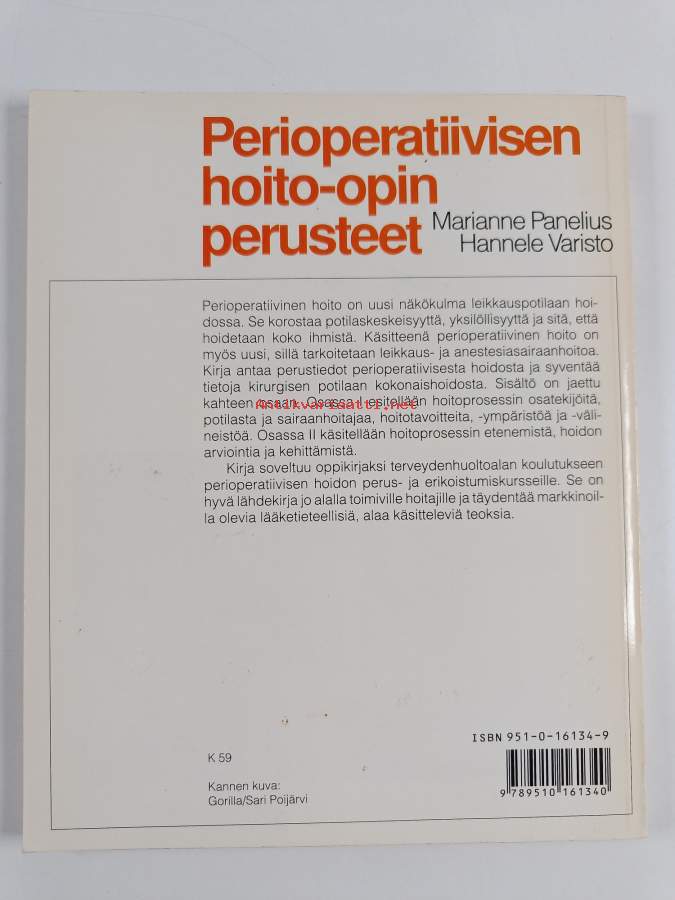 Perioperatiivisen
hoito-opin
perusteet
Marianne Panelius
Hannele Varisto
Perioperatiivinen hoito on uusi näkökulma leikkauspotilaan hoi-
dossa. Se korostaa potilaskeskeisyyttä, yksilöllisyyttä ja sitä, että
hoidetaan koko ihmistä. Käsitteenä perioperatiivinen hoito on
myös uusi, sillä tarkoitetaan leikkaus- ja anestesiasairaanhoitoa.
Kirja antaa perustiedot perioperatiivisesta hoidosta ja syventää
tietoja kirurgisen potilaan kokonaishoidosta. Sisältö on jaettu
kahteen osaan. Osassa I esitellään hoitoprosessin osatekijöitä,
Antikvariaatti.net
potilasta ja sairaanhoitajaa, hoitotavoitteita, -ympäristöä ja -väli-
neistöä. Osassa II käsitellään hoitoprosessin etenemistä, hoidon
arviointia ja kehittämistä.
Kirja soveltuu oppikirjaksi terveydenhuoltoalan koulutukseen
perioperatiivisen hoidon perus- ja erikoistumiskursseille. Se on
hyvä lähdekirja jo alalla toimiville hoitajille ja täydentää markkinoil-
la olevia lääketieteellisiä, alaa käsitteleviä teoksia.
ISBN 951-0-16134-9
K 59
Kannen kuva:
Gorilla/Sari Poijärvi
9 789510 161340